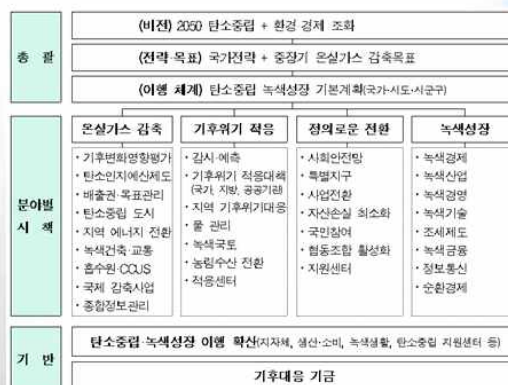 총 괄
(비전) 2050 탄소중립 + 환경·경제 조화
(전략·목표) 국가전략 + 중장기 온실가스 감축목표
(이행 체계) 탄소중립 녹색성장 기본계획(국가·시도·시군구)
분야별
시 책
온실가스 감축
· 기후변화영향평가
· 탄소인지예산제도
· 배출권·목표관리
· 탄소중립 도시
· 지역 에너지 전환
· 녹색건축·교통
· 흡수원·CCUS
· 국제 감축사업
· 종합정보관리
기후위기 적응
· 감시·예측
· 기후위기 적응대책
(국가, 지방, 공공기관)
· 지역 기후위기대응
· 물 관리
· 녹색국토
· 농림수산 전환
· 적응센터
정의로운 전환
· 사회안전망
· 특별지구
· 사업전환
· 자산손실 최소화
· 국민참여
· 협동조합 활성화
· 지원센터
녹색성장
· 녹색경제
· 녹색산업
· 녹색경영
· 녹색기술
· 조세제도
· 녹색금융
· 정보통신
· 순환경제
기 반
탄소중립·녹색성장 이행 확산(지자체, 생산·소비, 녹색생활, 탄소중립 지원센터 등)
기후대응 기금